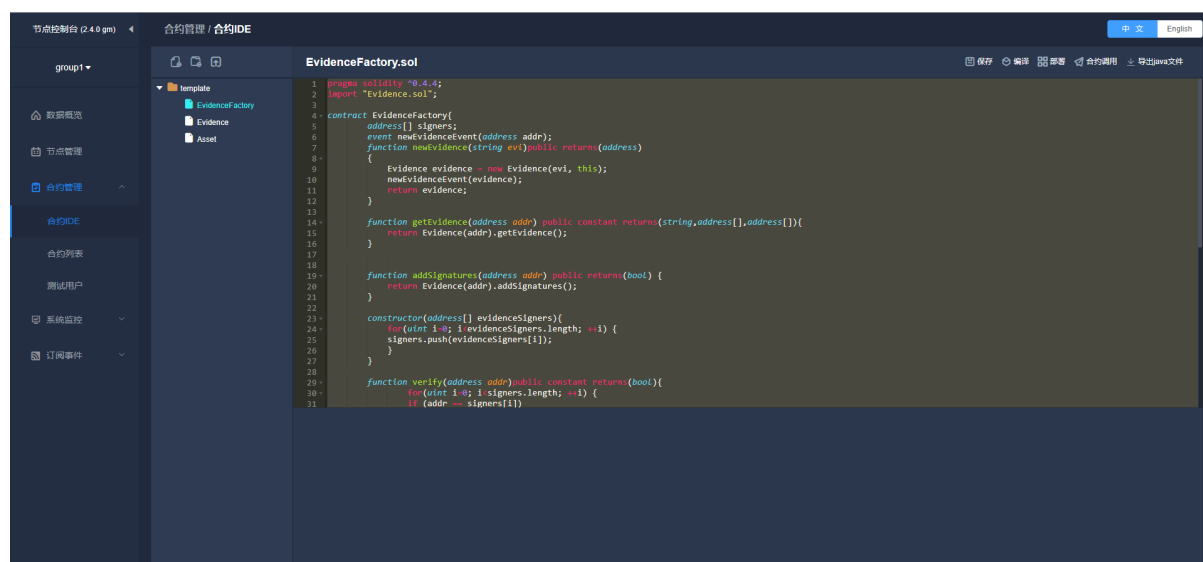 节点控制台 (2.4.0 gm)
合约管理 / 合约IDE
中 文 English
group1
EvidenceFactory.sol
保存 编译 部署 合约调用 导出java文件
数据概览
节点管理
合约管理
合约IDE
合约列表
测试用户
系统监控
订阅事件
template
EvidenceFactory
Evidence
Asset
1 pragma solidity ^0.4.4;
2 import "Evidence.sol";
3
4 contract EvidenceFactory{
5 address[] signers;
6 event newEvidenceEvent(address addr);
7 function newEvidence(string evi)public returns(address)
8 {
9 Evidence evidence = new Evidence(evi, this);
10 newEvidenceEvent(evidence);
11 return evidence;
12 }
13
14 function getEvidence(address addr) public constant returns(string,address[],address[]){
15 return Evidence(addr).getEvidence();
16 }
17
18
19 function addSignatures(address addr) public returns(bool) {
20 return Evidence(addr).addSignatures();
21 }
22
23 constructor(address[] evidenceSigners){
24 for(uint i=0; i<evidenceSigners.length; ++i) {
25 signers.push(evidenceSigners[i]);
26 }
27 }
28
29 function verify(address addr)public constant returns(bool){
30 for(uint i=0; i<signers.length; ++i) {
31 if (addr == signers[i])